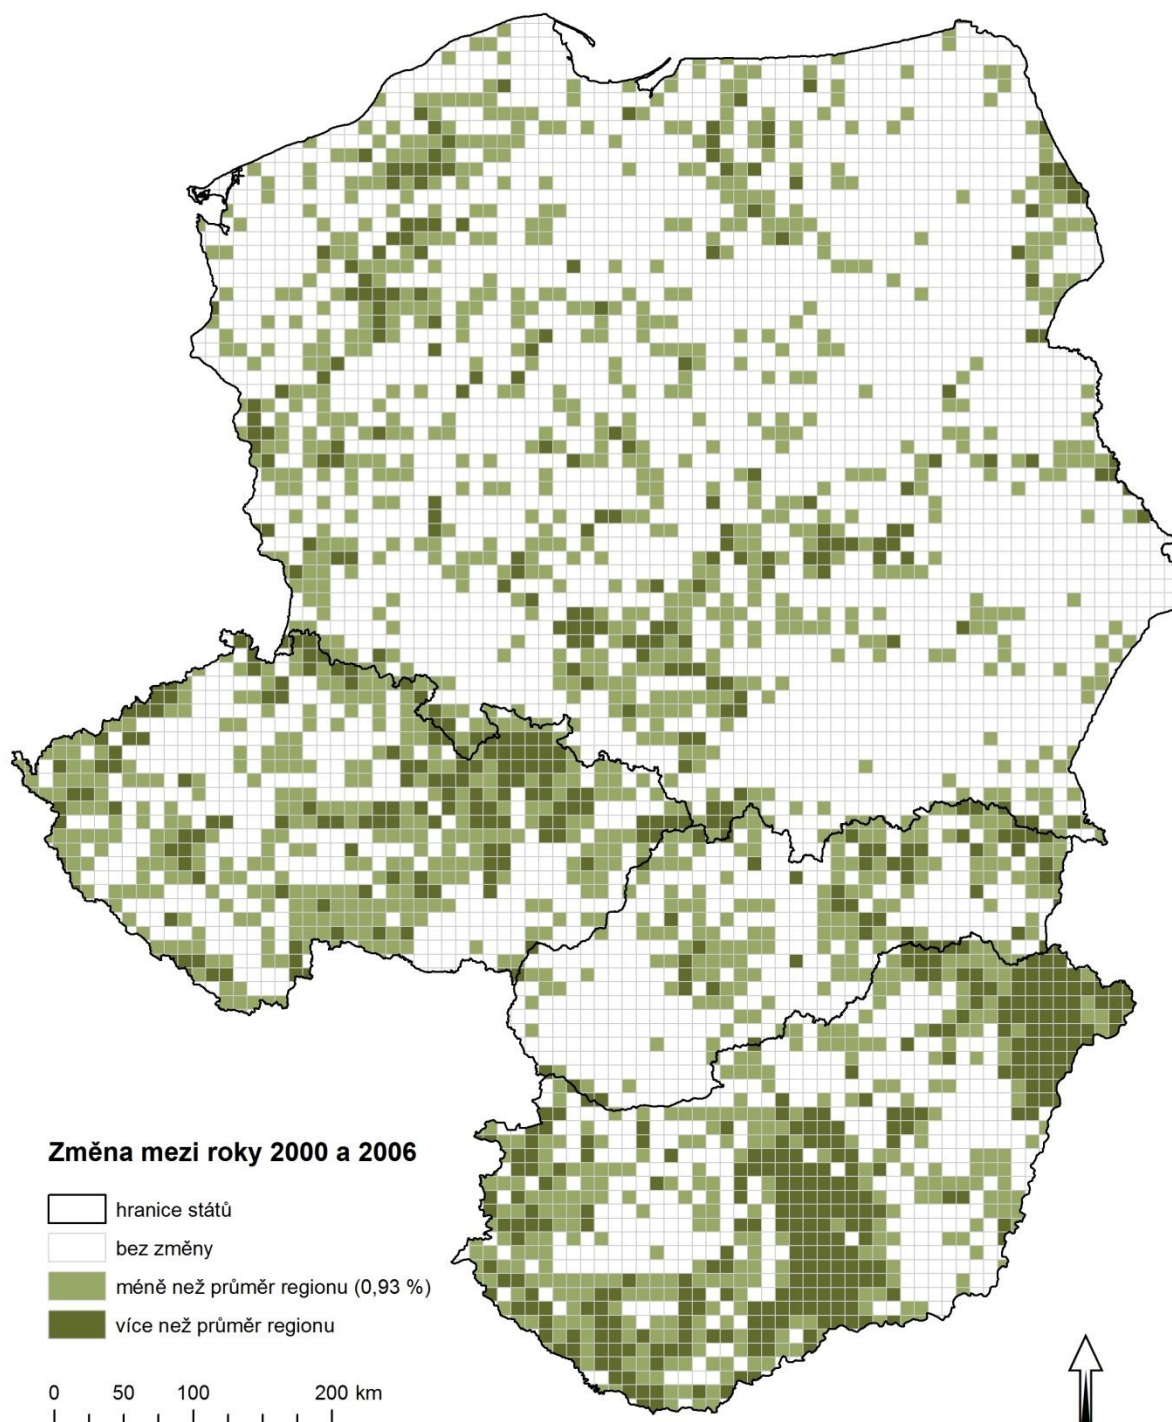 Změna mezi roky 2000 a 2006
hranice států
bez změny
méně než průměr regionu (0,93 %)
více než průměr regionu
0 50 100 200 km